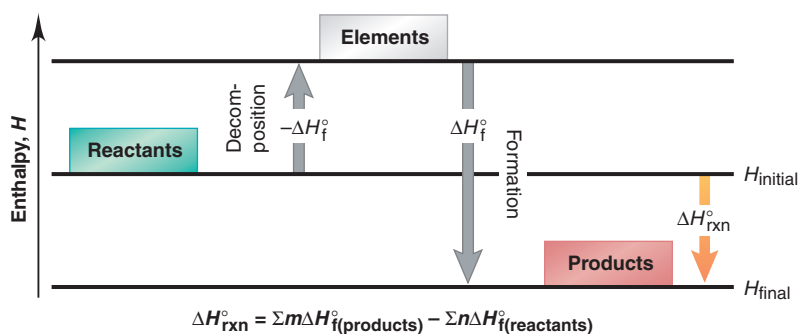 Elements
Enthalpy, H
Decom-
position
−ΔH°f
ΔH°f
Formation
Reactants
Hinitial
ΔH°rxn
Products
Hfinal
ΔH°rxn = ΣmΔH°f(products) − ΣnΔH°f(reactants)